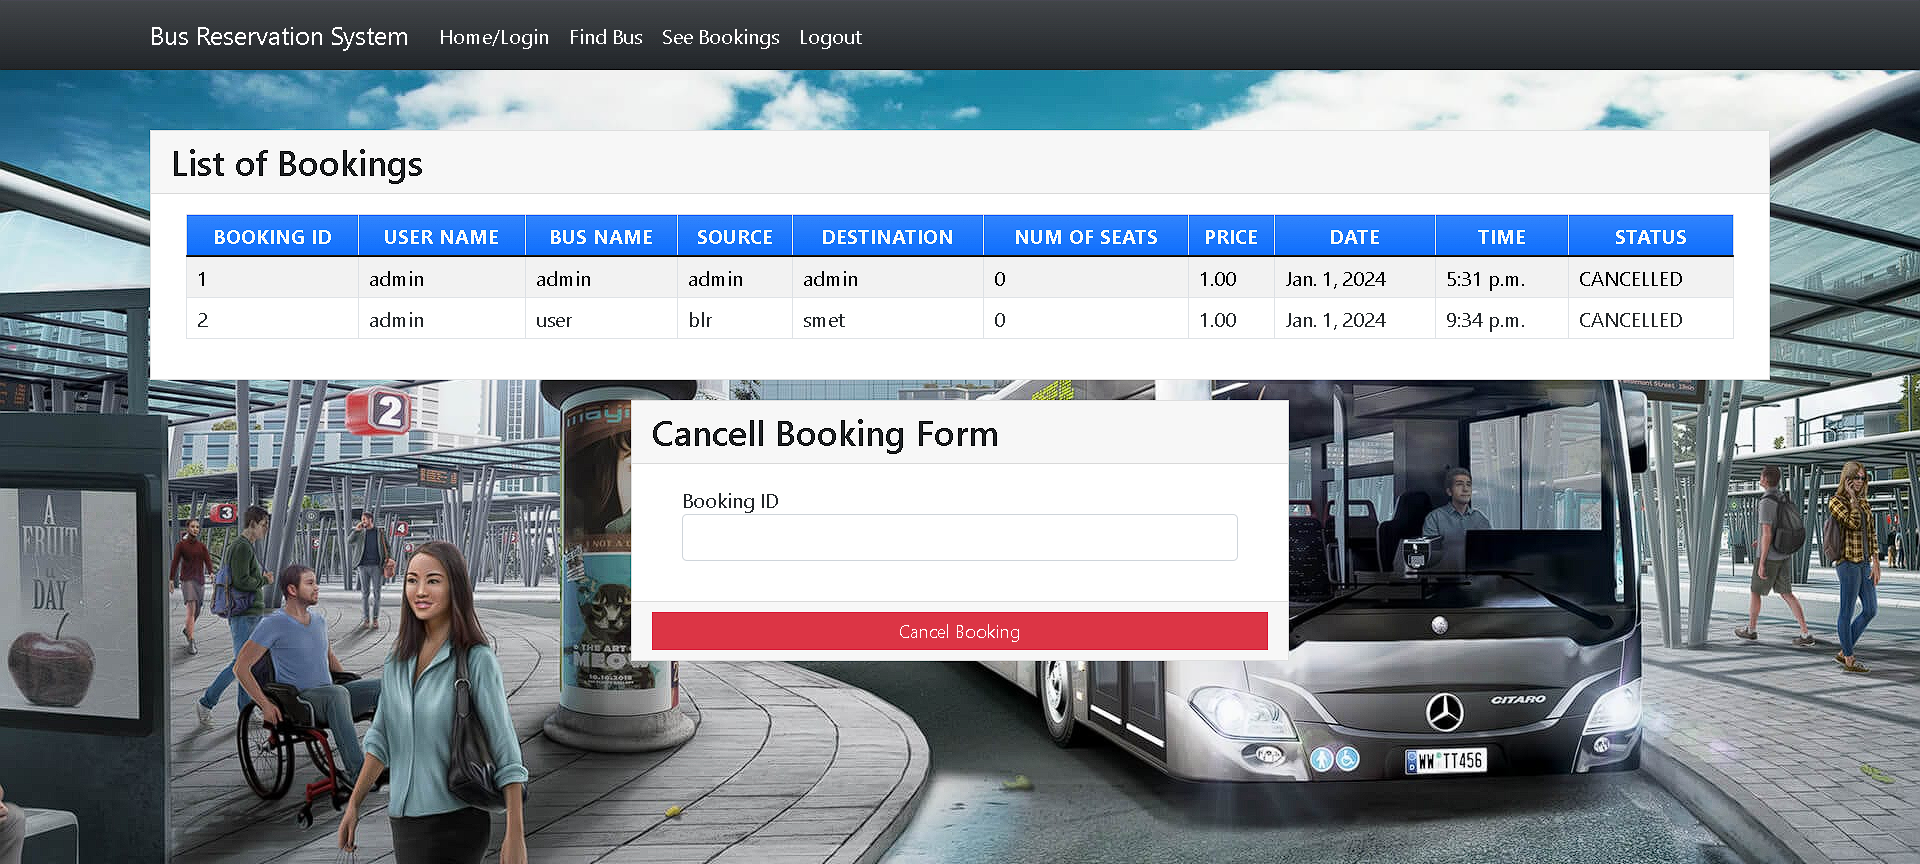 Bus Reservation System Home/Login Find Bus See Bookings Logout
List of Bookings
BOOKING ID USER NAME BUS NAME SOURCE DESTINATION NUM OF SEATS PRICE DATE TIME STATUS
1 admin admin admin admin 0 1.00 Jan. 1, 2024 5:31 p.m. CANCELLED
2 admin user blr smet 0 1.00 Jan. 1, 2024 9:34 p.m. CANCELLED
2
Cancell Booking Form
Booking ID
A
FRUIT
a
DAY
3
4
Cancel Booking
THE ART
MEOW
10.10.2018
CITARO
WW TT456